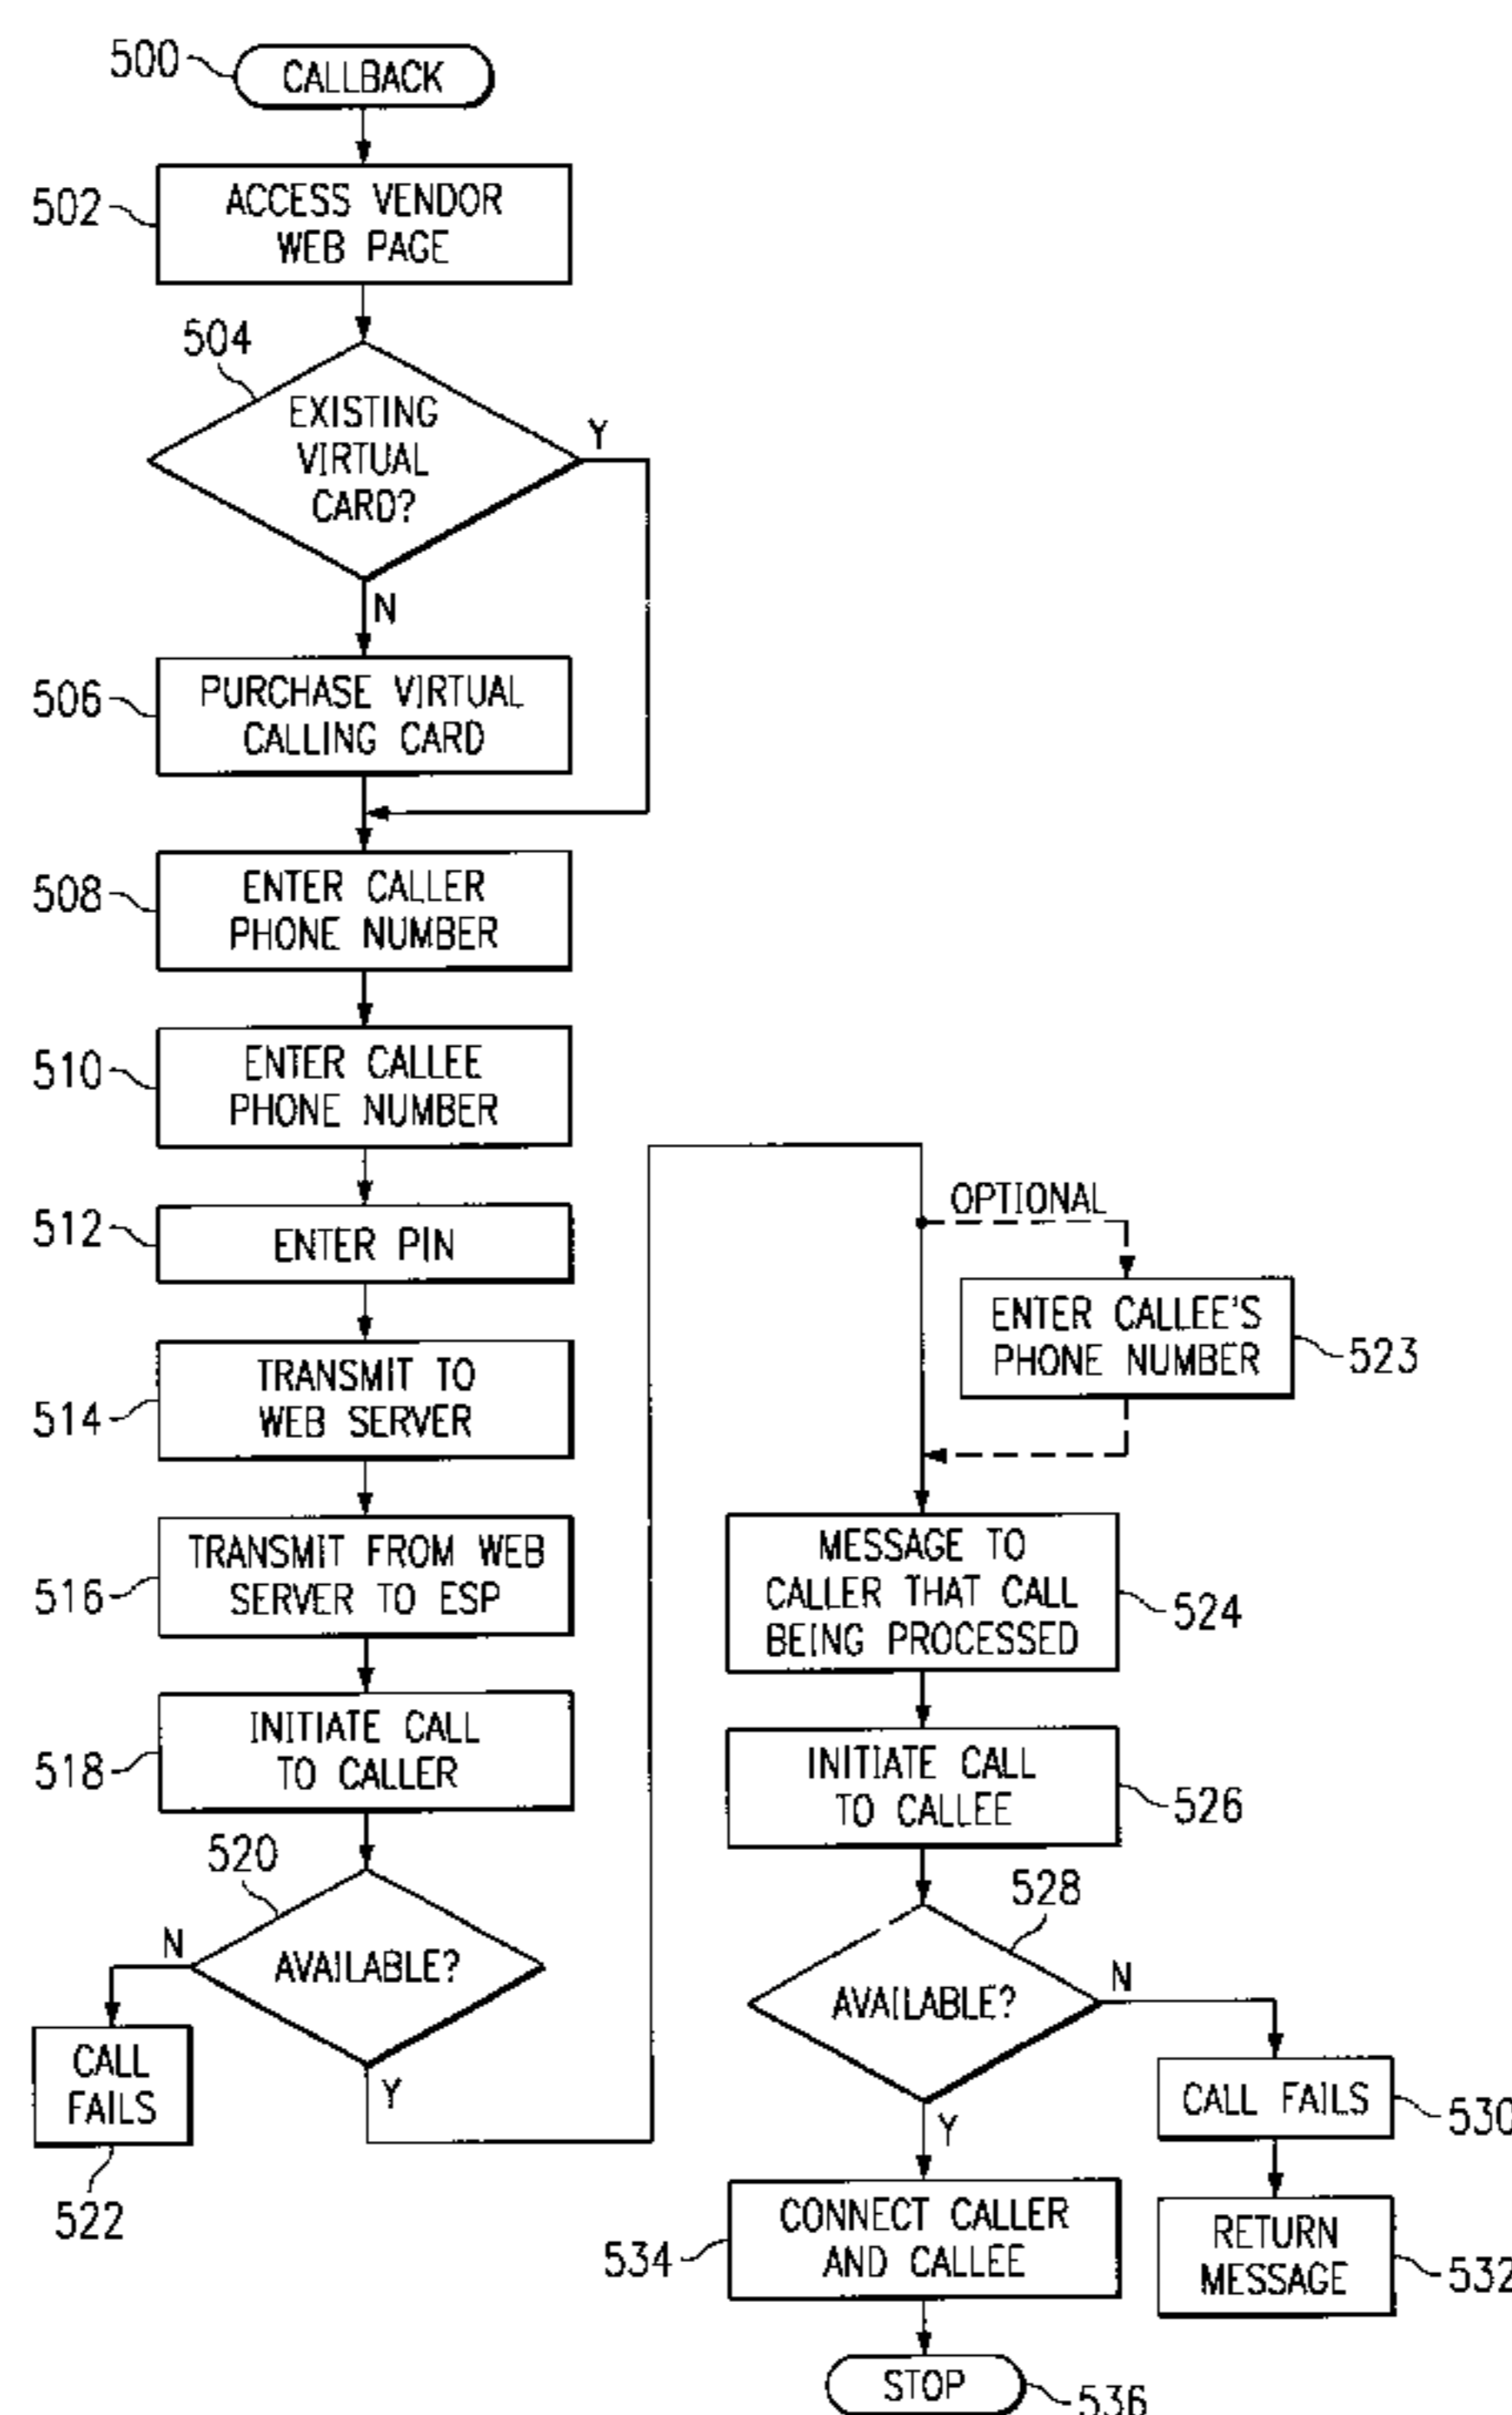 500
CALLBACK
502
ACCESS VENDOR
WEB PAGE
504
EXISTING
VIRTUAL
CARD?
Y
N
506
PURCHASE VIRTUAL
CALLING CARD
508
ENTER CALLER
PHONE NUMBER
510
ENTER CALLEE
PHONE NUMBER
512
ENTER PIN
514
TRANSMIT TO
WEB SERVER
516
TRANSMIT FROM WEB
SERVER TO ESP
518
INITIATE CALL
TO CALLER
520
AVAILABLE?
N
CALL
FAILS
522
Y
OPTIONAL
ENTER CALLEE'S
PHONE NUMBER
523
MESSAGE TO
CALLER THAT CALL
BEING PROCESSED
524
INITIATE CALL
TO CALLEE
526
528
AVAILABLE?
N
CALL FAILS
530
RETURN
MESSAGE
532
Y
534
CONNECT CALLER
AND CALLEE
STOP
536